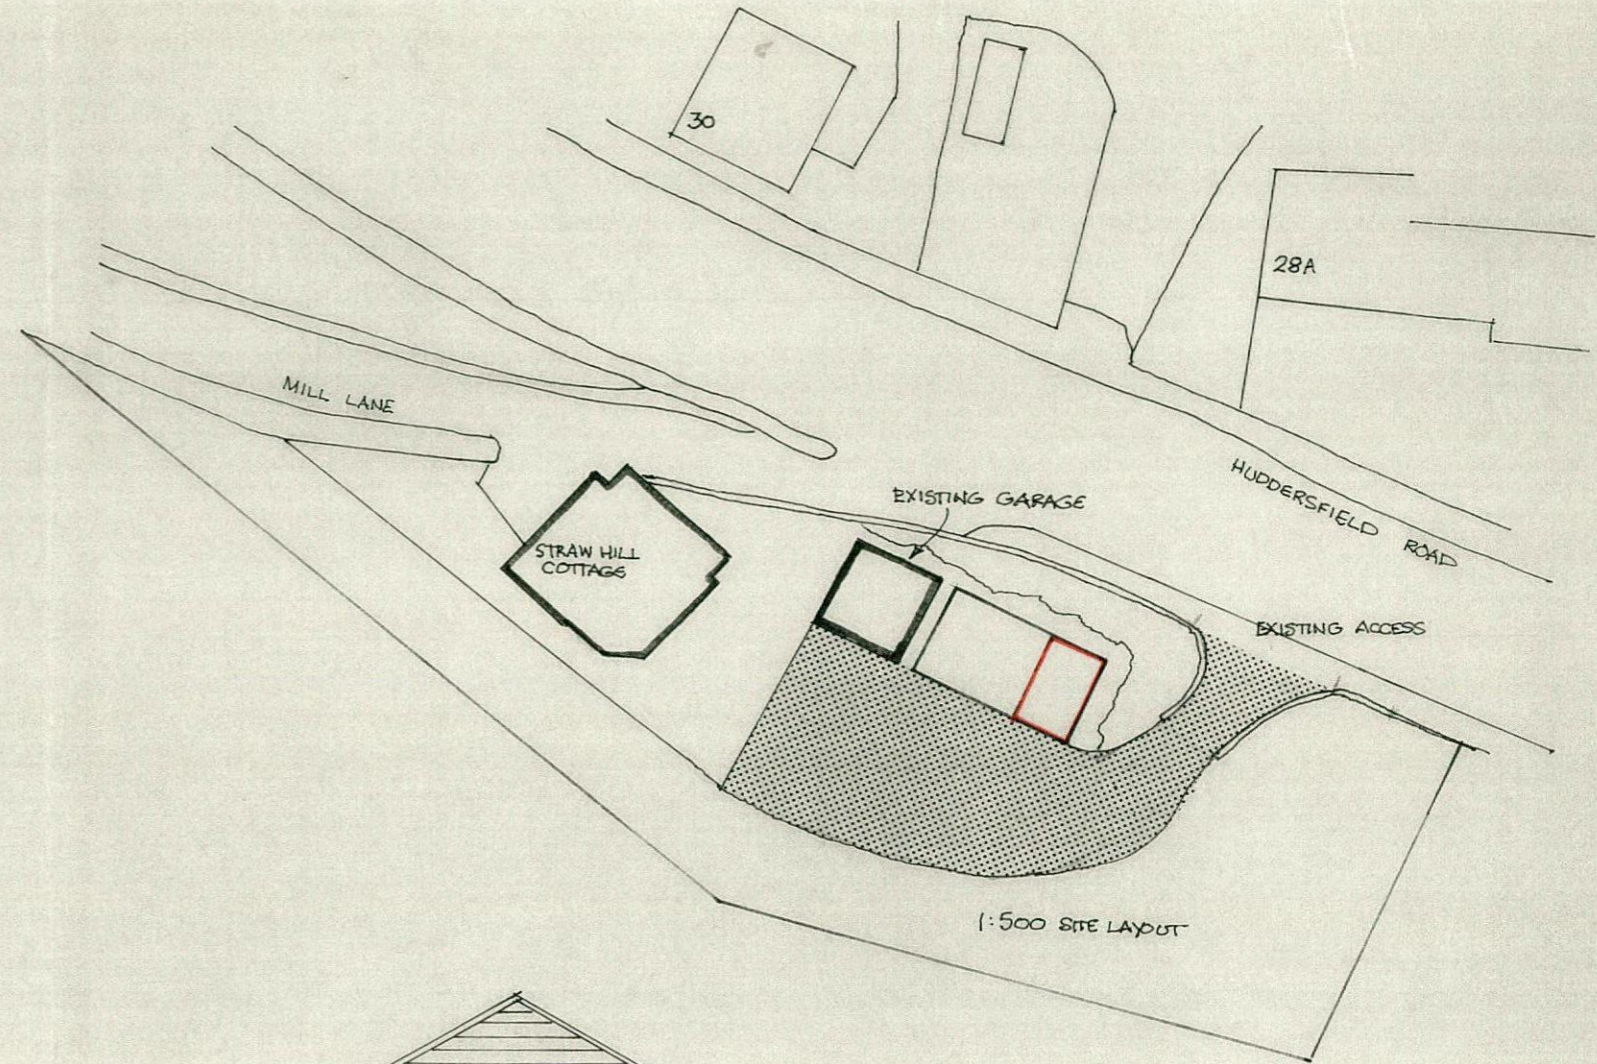 30
28A
MILL LANE
HUDDERSFIELD ROAD
EXISTING GARAGE
STRAW HILL
COTTAGE
EXISTING ACCESS
1:500 SITE LAYOUT